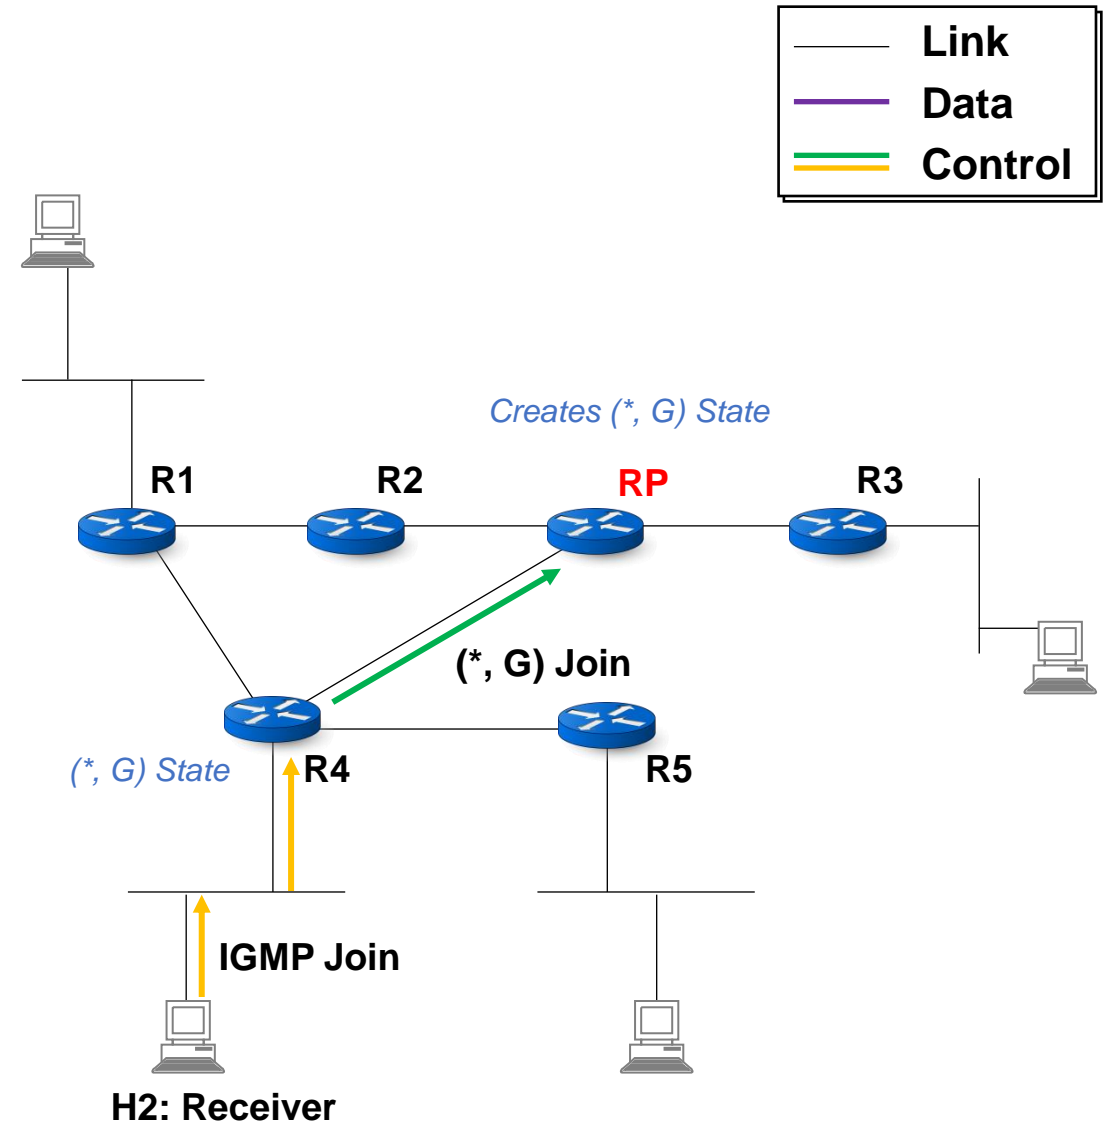 Link
Data
Control
Creates (*, G) State
R1
R2
RP
R3
(*, G) Join
(*, G) State
R4
R5
IGMP Join
H2: Receiver